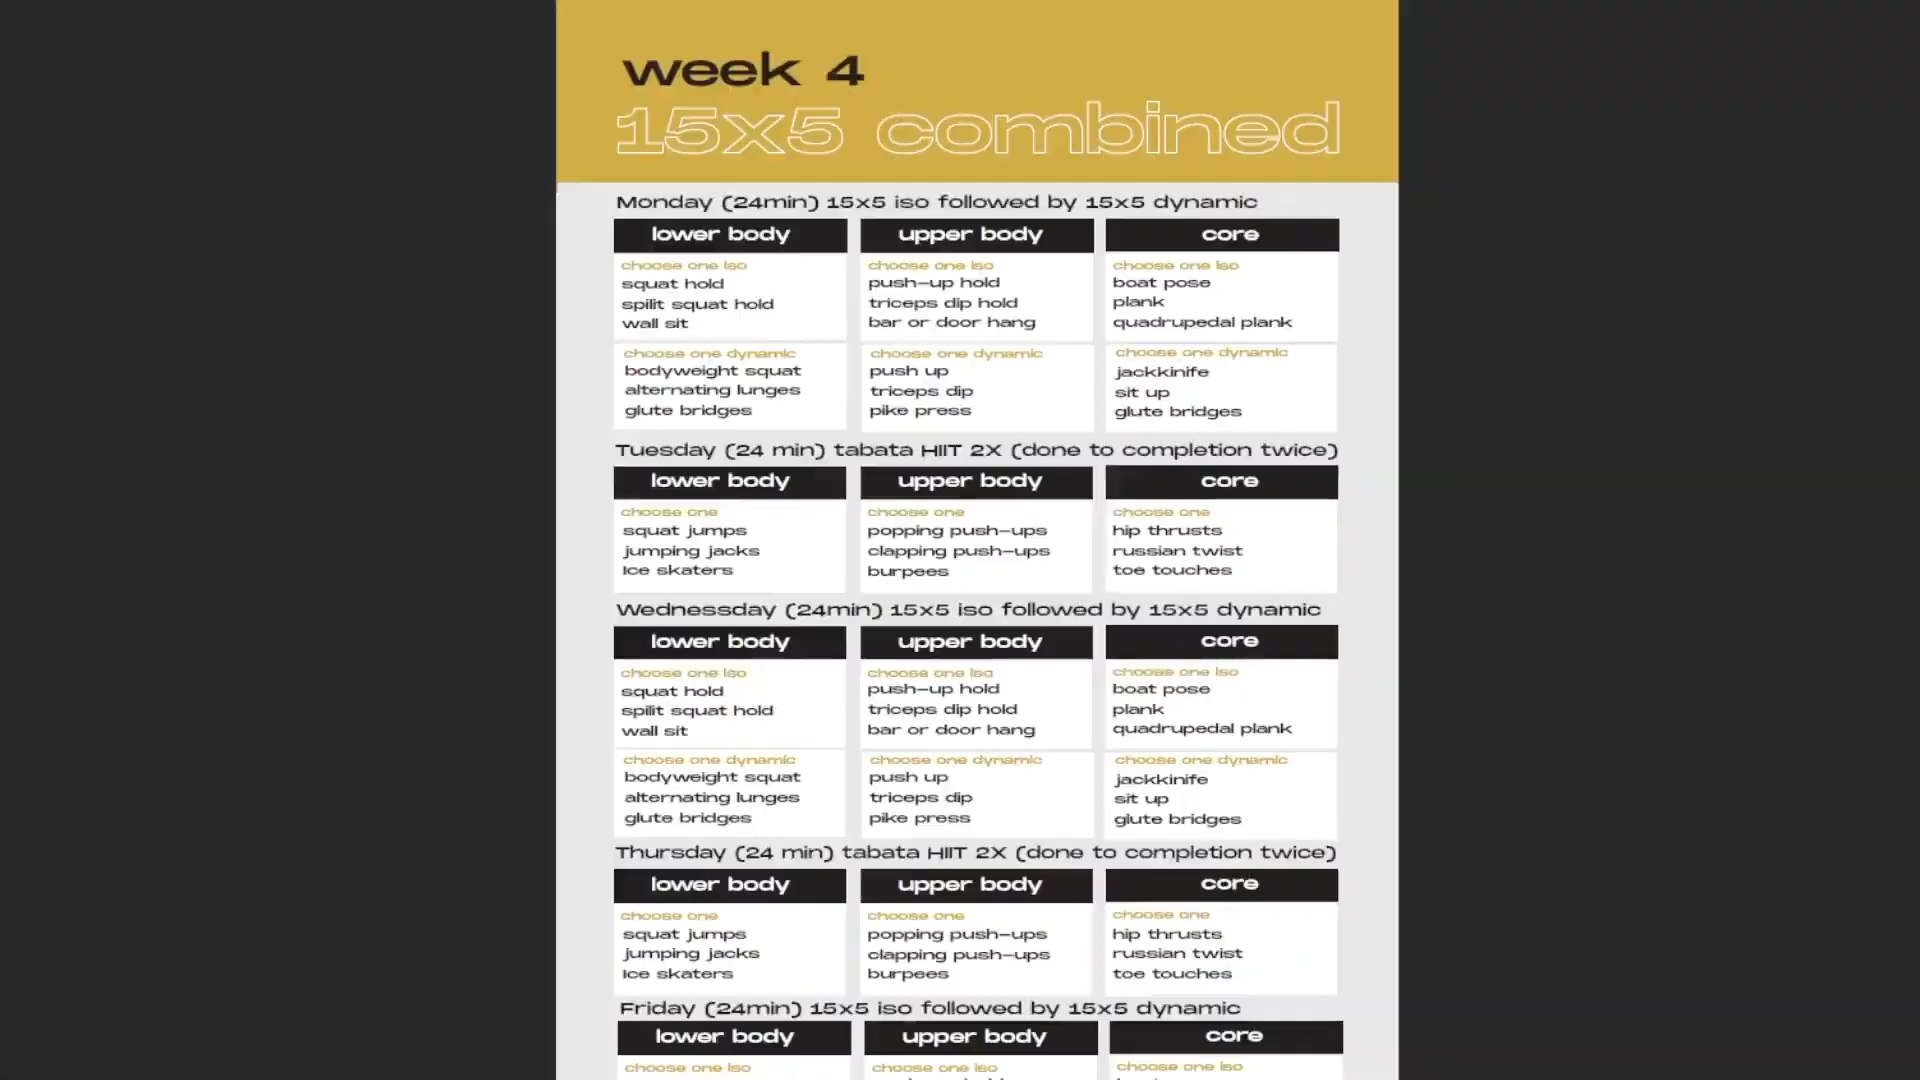 week 4
15x5 combined
Monday (24min) 15x5 iso followed by 15x5 dynamic
lower body
choose one iso
squat hold
spilit squat hold
wall sit
choose one dynamic
bodyweight squat
alternating lunges
glute bridges
upper body
choose one iso
push-up hold
triceps dip hold
bar or door hang
choose one dynamic
push up
triceps dip
pike press
core
choose one iso
boat pose
plank
quadrupedal plank
choose one dynamic
jackkinife
sit up
glute bridges
Tuesday (24 min) tabata HIIT 2X (done to completion twice)
lower body
choose one
squat jumps
jumping jacks
Ice skaters
upper body
choose one
popping push-ups
clapping push-ups
burpees
core
choose one
hip thrusts
russian twist
toe touches
Wednessday (24min) 15x5 iso followed by 15x5 dynamic
lower body
choose one iso
squat hold
spilit squat hold
wall sit
choose one dynamic
bodyweight squat
alternating lunges
glute bridges
upper body
choose one iso
push-up hold
triceps dip hold
bar or door hang
choose one dynamic
push up
triceps dip
pike press
core
choose one iso
boat pose
plank
quadrupedal plank
choose one dynamic
jackkinife
sit up
glute bridges
Thursday (24 min) tabata HIIT 2X (done to completion twice)
lower body
choose one
squat jumps
jumping jacks
Ice skaters
upper body
choose one
popping push-ups
clapping push-ups
burpees
core
choose one
hip thrusts
russian twist
toe touches
Friday (24min) 15x5 iso followed by 15x5 dynamic
lower body
choose one iso
upper body
choose one iso
core
choose one iso